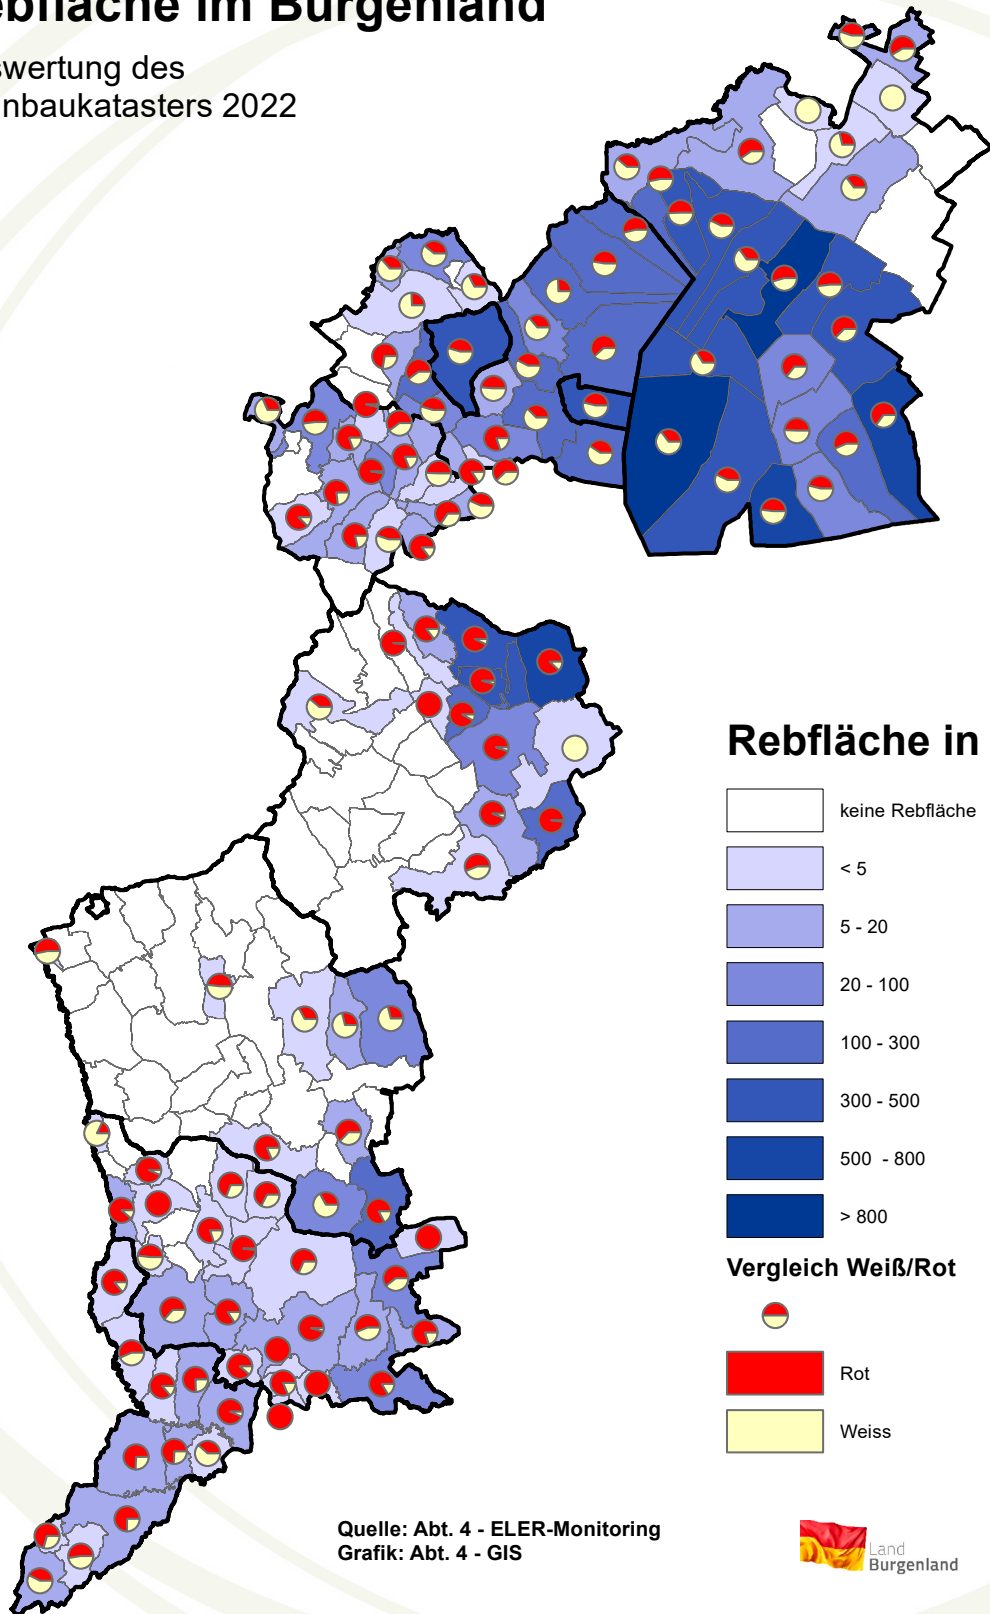 ebfläche im Burgenland
swertung des
inbaukatasters 2022
Rebfläche in
keine Rebfläche
< 5
5 - 20
20 - 100
100 - 300
300 - 500
500 - 800
> 800
Vergleich Weiß/Rot
Rot
Weiss
Quelle: Abt. 4 - ELER-Monitoring
Grafik: Abt. 4 - GIS
Land
Burgenland